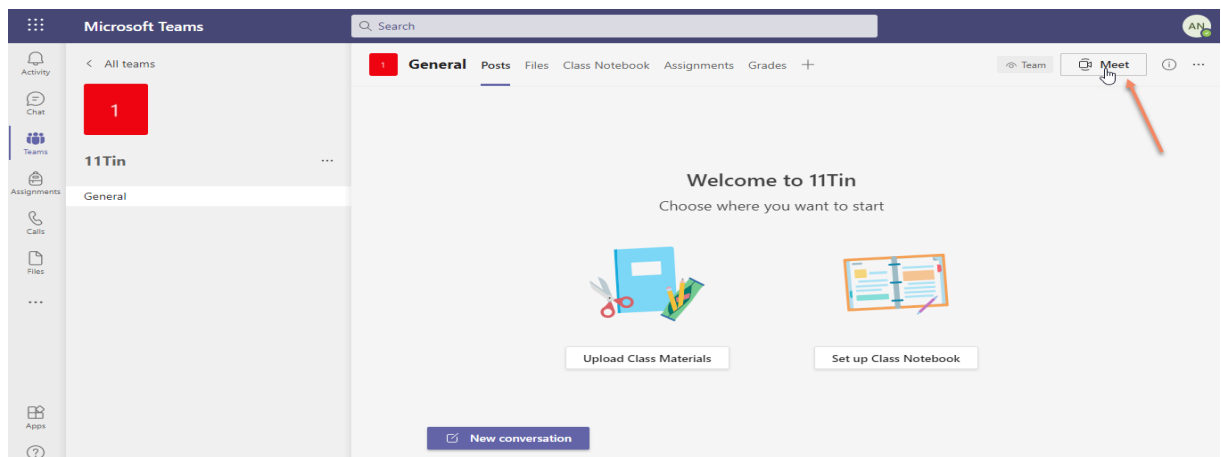 Microsoft Teams
Search
AN
Activity
Chat
Teams
Assignments
Calls
Files
...
Apps
< All teams
1
11Tin
...
General
1
General Posts Files Class Notebook Assignments Grades +
Team
Meet
...
Welcome to 11Tin
Choose where you want to start
Upload Class Materials
Set up Class Notebook
New conversation